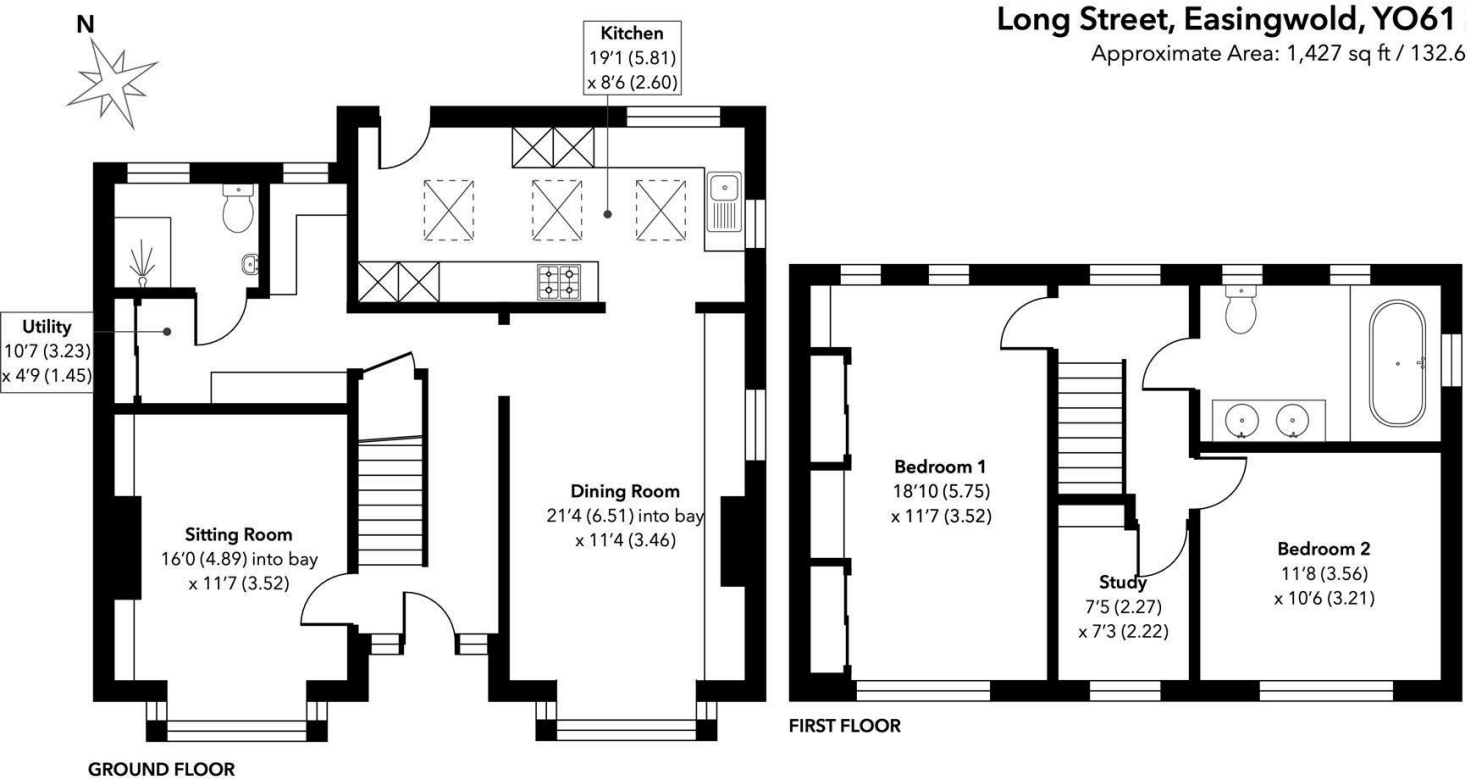 Long Street, Easingwold, YO61
Approximate Area: 1,427 sq ft / 132.6
N
Kitchen
19'1 (5.81)
x 8'6 (2.60)
Utility
10'7 (3.23)
x 4'9 (1.45)
Sitting Room
16'0 (4.89) into bay
x 11'7 (3.52)
Dining Room
21'4 (6.51) into bay
x 11'4 (3.46)
GROUND FLOOR
Bedroom 1
18'10 (5.75)
x 11'7 (3.52)
Study
7'5 (2.27)
x 7'3 (2.22)
Bedroom 2
11'8 (3.56)
x 10'6 (3.21)
FIRST FLOOR